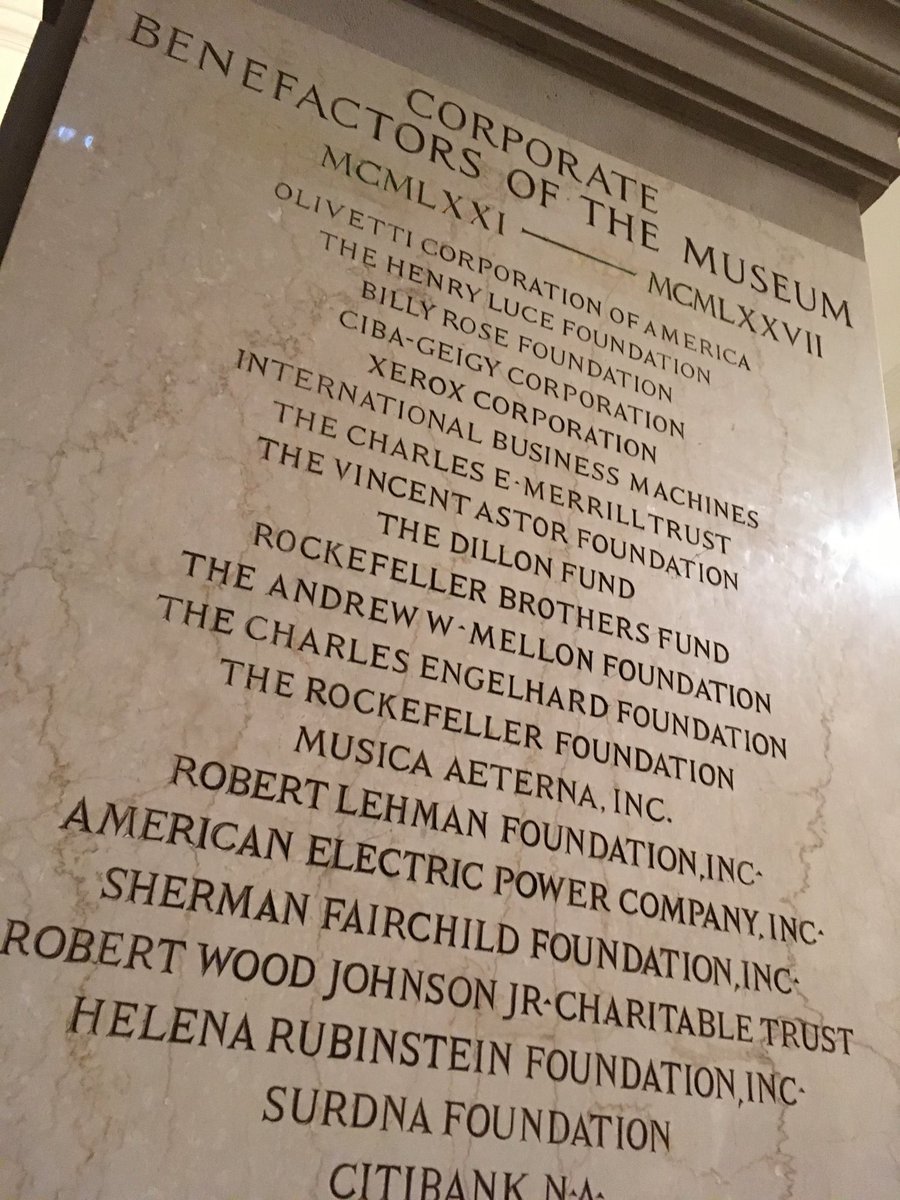 CORPORATE
BENEFACTORS OF THE MUSEUM
MCMLXXI — MCMLXXVII
OLIVETTI CORPORATION OF AMERICA
THE HENRY LUCE FOUNDATION
BILLY ROSE FOUNDATION
CIBA-GEIGY CORPORATION
XEROX CORPORATION
INTERNATIONAL BUSINESS MACHINES
THE CHARLES E·MERRILL TRUST
THE VINCENT ASTOR FOUNDATION
THE DILLON FUND
ROCKEFELLER BROTHERS FUND
THE ANDREW W·MELLON FOUNDATION
THE CHARLES ENGELHARD FOUNDATION
THE ROCKEFELLER FOUNDATION
MUSICA AETERNA, INC.
ROBERT LEHMAN FOUNDATION,INC·
AMERICAN ELECTRIC POWER COMPANY,INC·
SHERMAN FAIRCHILD FOUNDATION,INC·
ROBERT WOOD JOHNSON JR·CHARITABLE TRUST
HELENA RUBINSTEIN FOUNDATION,INC·
SURDNA FOUNDATION
CITIBANK N·A·